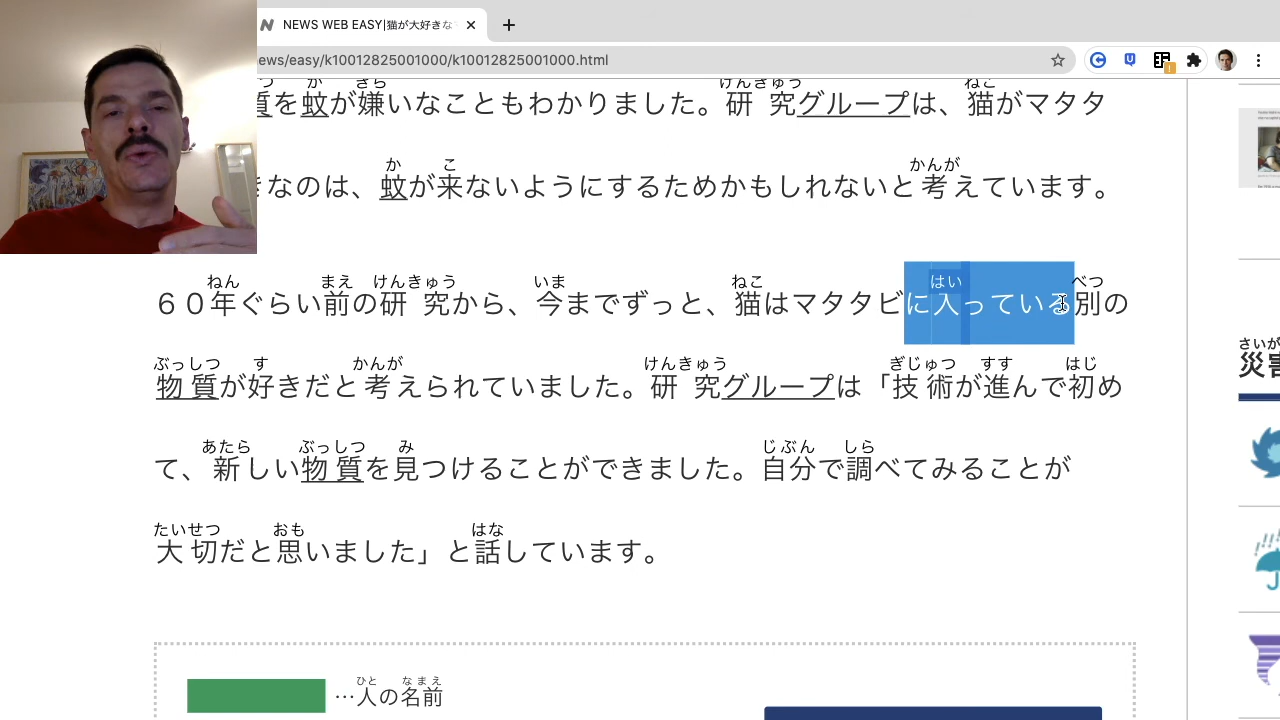 NEWS WEB EASY|猫が大好きな
ews/easy/k10012825001000/k10012825001000.html
を蚊が嫌いなこともわかりました。研究グループは、猫がマタタ
きなのは、蚊が来ないようにするためかもしれないと考えています。
６０年ぐらい前の研究から、今までずっと、猫はマタタビに入っている別の
物質が好きだと考えられていました。研究グループは「技術が進んで初め
て、新しい物質を見つけることができました。自分で調べてみることが
大切だと思いました」と話しています。
…人の名前
さいが
災害